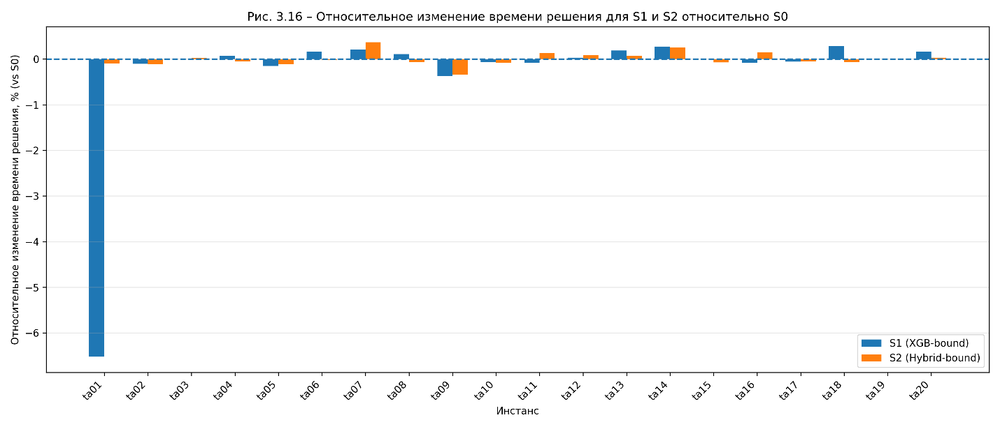 Рис. 3.16 – Относительное изменение времени решения для S1 и S2 относительно S0
Относительное изменение времени решения, % (vs S0)
0
−1
−2
−3
−4
−5
−6
S1 (XGB-bound)
S2 (Hybrid-bound)
ta01
ta02
ta03
ta04
ta05
ta06
ta07
ta08
ta09
ta10
ta11
ta12
ta13
ta14
ta15
ta16
ta17
ta18
ta19
ta20
Инстанс